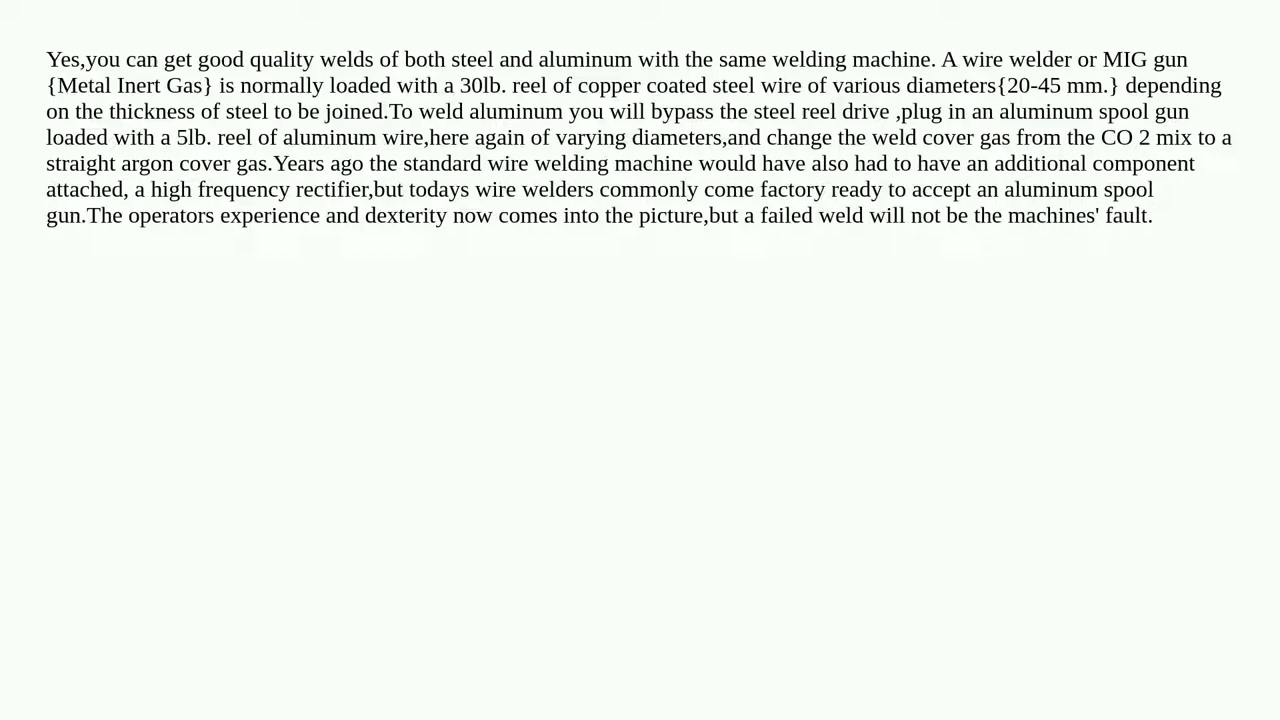 Yes,you can get good quality welds of both steel and aluminum with the same welding machine. A wire welder or MIG gun
{Metal Inert Gas} is normally loaded with a 30lb. reel of copper coated steel wire of various diameters{20-45 mm.} depending
on the thickness of steel to be joined.To weld aluminum you will bypass the steel reel drive ,plug in an aluminum spool gun
loaded with a 5lb. reel of aluminum wire,here again of varying diameters,and change the weld cover gas from the CO 2 mix to a
straight argon cover gas.Years ago the standard wire welding machine would have also had to have an additional component
attached, a high frequency rectifier,but todays wire welders commonly come factory ready to accept an aluminum spool
gun.The operators experience and dexterity now comes into the picture,but a failed weld will not be the machines' fault.